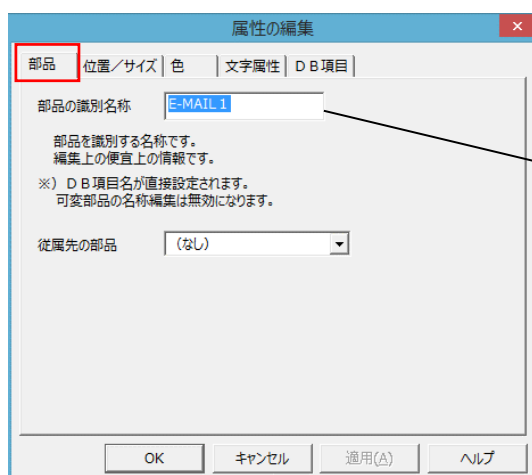 属性の編集
部品 位置／サイズ 色 文字属性 ＤＢ項目
部品の識別名称 E-MAIL1
部品を識別する名称です。
編集上の便宜上の情報です。
※）ＤＢ項目名が直接設定されます。
可変部品の名称編集は無効になります。
従属先の部品 （なし）
OK キャンセル 適用(A) ヘルプ